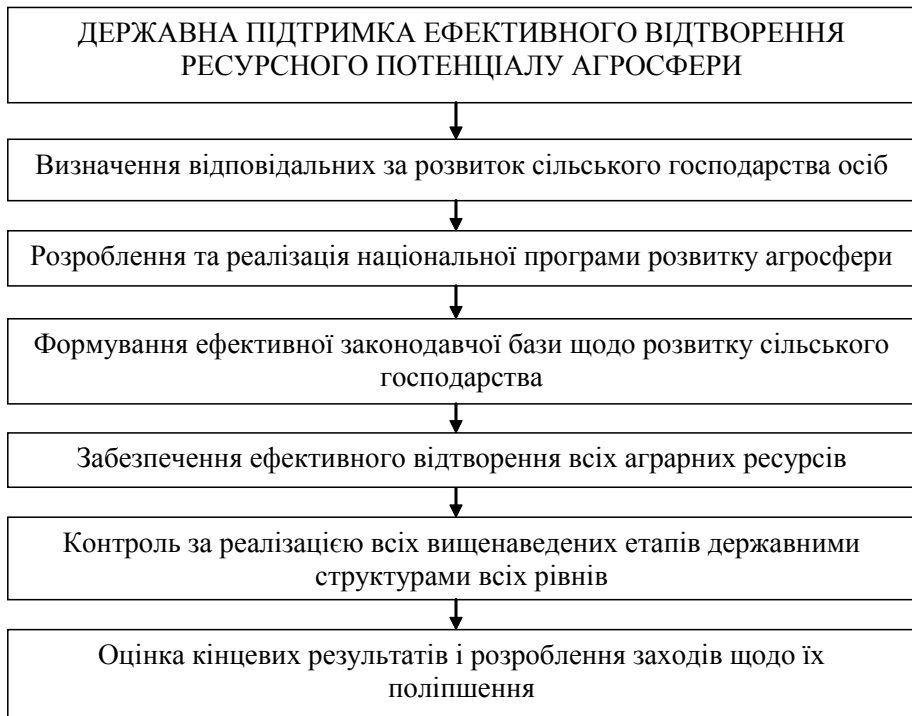 ДЕРЖАВНА ПІДТРИМКА ЕФЕКТИВНОГО ВІДТВОРЕННЯ
РЕСУРСНОГО ПОТЕНЦІАЛУ АГРОСФЕРИ
Визначення відповідальних за розвиток сільського господарства осіб
Розроблення та реалізація національної програми розвитку агросфери
Формування ефективної законодавчої бази щодо розвитку сільського
господарства
Забезпечення ефективного відтворення всіх аграрних ресурсів
Контроль за реалізацією всіх вищенаведених етапів державними
структурами всіх рівнів
Оцінка кінцевих результатів і розроблення заходів щодо їх
поліпшення